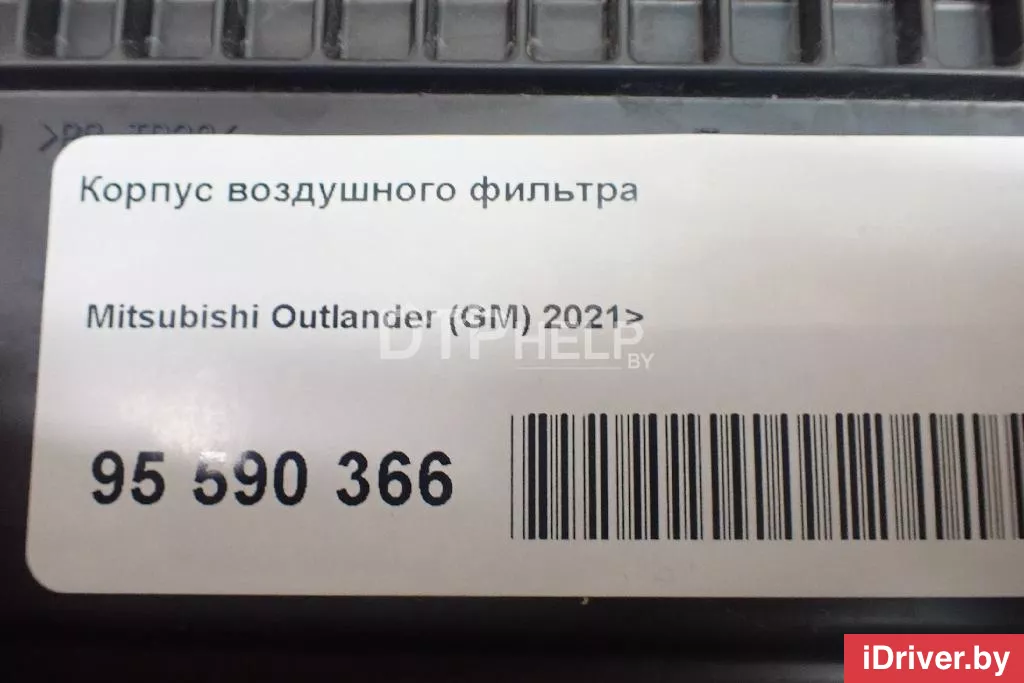 Корпус воздушного фильтра
Mitsubishi Outlander (GM) 2021>
DTPHELP
BY
95 590 366
iDriver.by